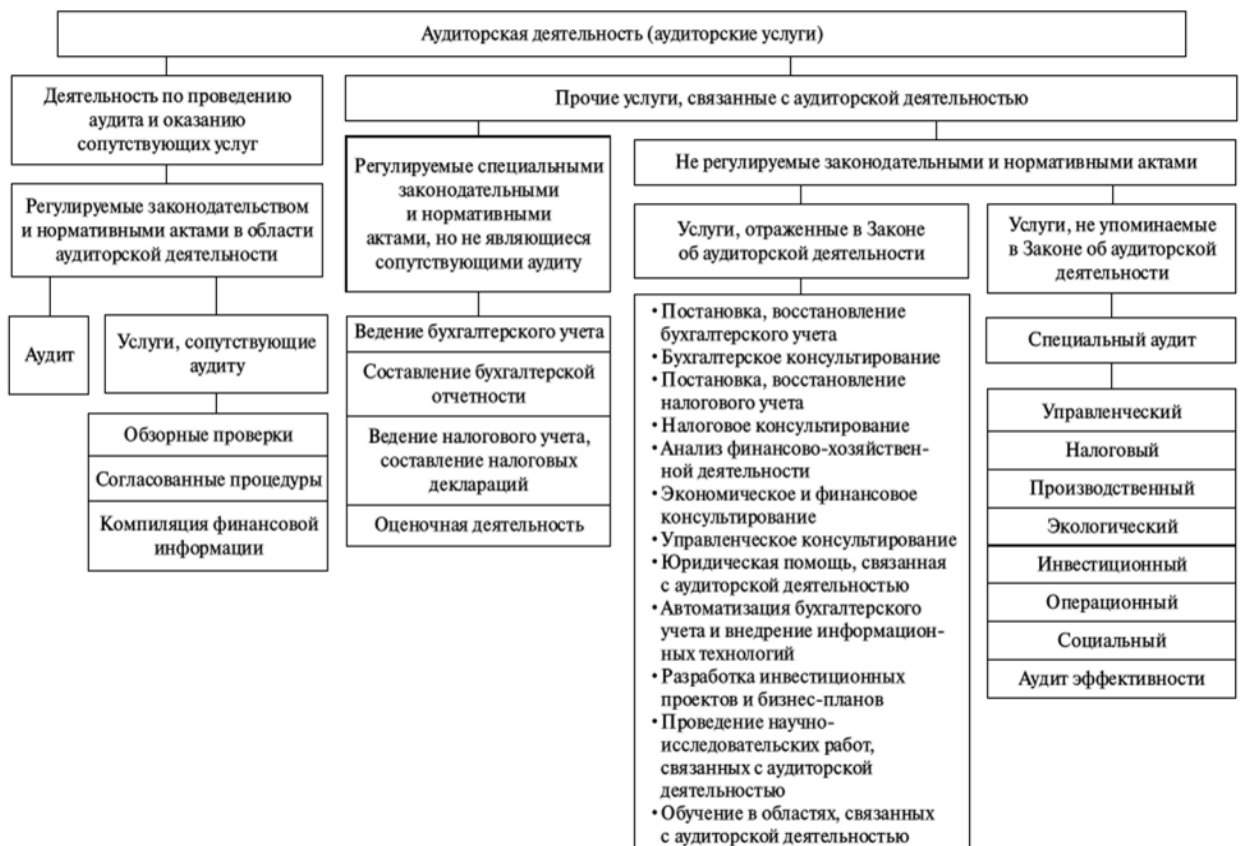 Аудиторская деятельность (аудиторские услуги)
Деятельность по проведению
аудита и оказанию
сопутствующих услуг
Прочие услуги, связанные с аудиторской деятельностью
Регулируемые законодательством
и нормативными актами в области
аудиторской деятельности
Аудит
Услуги, сопутствующие
аудиту
Обзорные проверки
Согласованные процедуры
Компиляция финансовой
информации
Регулируемые специальными
законодательными
и нормативными
актами, но не являющиеся
сопутствующими аудиту
Ведение бухгалтерского учета
Составление бухгалтерской
отчетности
Ведение налогового учета,
составление налоговых
деклараций
Оценочная деятельность
Не регулируемые законодательными и нормативными актами
Услуги, отраженные в Законе
об аудиторской деятельности
• Постановка, восстановление
бухгалтерского учета
• Бухгалтерское консультирование
• Постановка, восстановление
налогового учета
• Налоговое консультирование
• Анализ финансово-хозяйствен-
ной деятельности
• Экономическое и финансовое
консультирование
• Управленческое консультирование
• Юридическая помощь, связанная
с аудиторской деятельностью
• Автоматизация бухгалтерского
учета и внедрение информацион-
ных технологий
• Разработка инвестиционных
проектов и бизнес-планов
• Проведение научно-
исследовательских работ,
связанных с аудиторской
деятельностью
• Обучение в областях, связанных
с аудиторской деятельностью
Услуги, не упоминаемые
в Законе об аудиторской
деятельности
Специальный аудит
Управленческий
Налоговый
Производственный
Экологический
Инвестиционный
Операционный
Социальный
Аудит эффективности